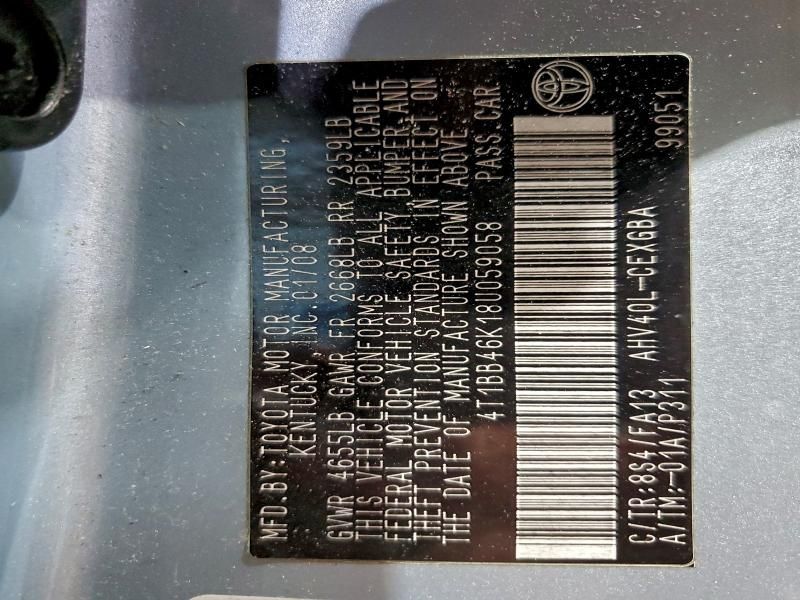 MFD.BY:TOYOTA MOTOR MANUFACTURING,
KENTUCKY, INC.01/08
GVWR 4655LB GAWR FR 2668LB RR 2359LB
THIS VEHICLE CONFORMS TO ALL APPLICABLE
FEDERAL MOTOR VEHICLE SAFETY, BUMPER, AND
THEFT PREVENTION STANDARDS IN EFFECT ON
THE DATE OF MANUFACTURE SHOWN ABOVE.
4T1BB46K18U059058 PASS CAR
C/TR:8S4/FA13 AHV40L-CEXGBA
A/TM:-01A/P311 99051